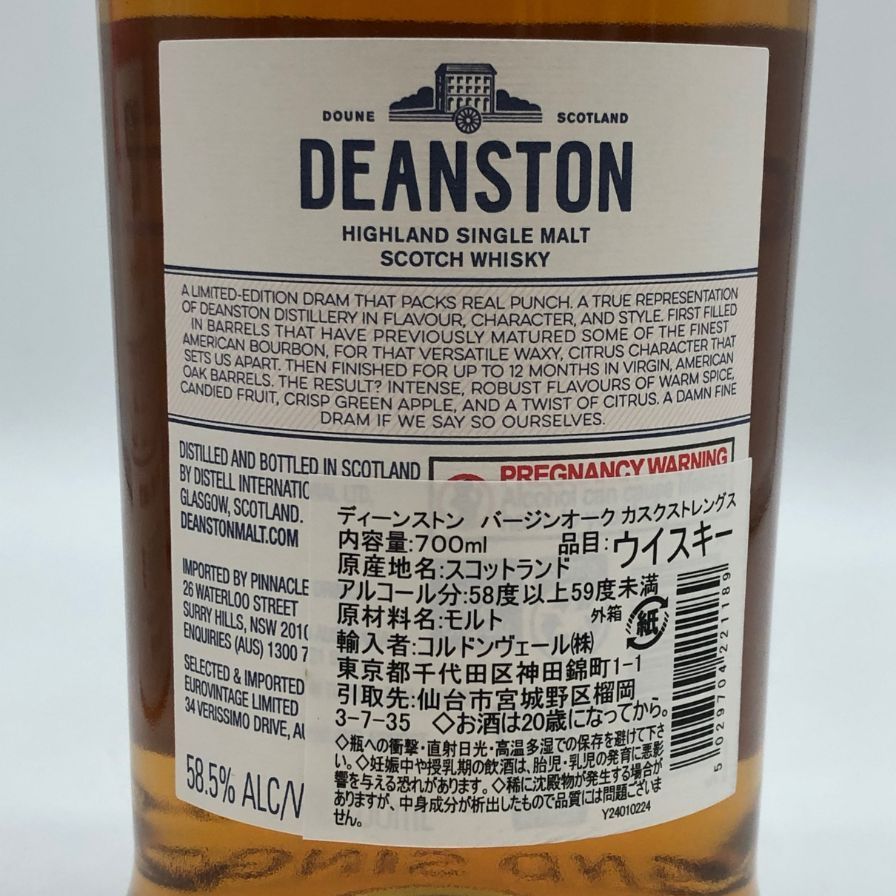 DOUNE SCOTLAND
DEANSTON
HIGHLAND SINGLE MALT
SCOTCH WHISKY
A LIMITED-EDITION DRAM THAT PACKS REAL PUNCH. A TRUE REPRESENTATION
OF DEANSTON DISTILLERY IN FLAVOUR, CHARACTER, AND STYLE. FIRST FILLED
IN BARRELS THAT HAVE PREVIOUSLY MATURED SOME OF THE FINEST
AMERICAN BOURBON, FOR THAT VERSATILE WAXY, CITRUS CHARACTER THAT
SETS US APART. THEN FINISHED FOR UP TO 12 MONTHS IN VIRGIN, AMERICAN
OAK BARRELS. THE RESULT? INTENSE, ROBUST FLAVOURS OF WARM SPICE,
CANDIED FRUIT, CRISP GREEN APPLE, AND A TWIST OF CITRUS. A DAMN FINE
DRAM IF WE SAY SO OURSELVES.
DISTILLED AND BOTTLED IN SCOTLAND
BY DISTELL INTERNATIONAL LTD.
GLASGOW, SCOTLAND.
DEANSTONMALT.COM
IMPORTED BY PINNACLE
26 WATERLOO STREET
SURRY HILLS, NSW 2010
ENQUIRIES (AUS) 1300 7
SELECTED & IMPORTED
EUROVINTAGE LIMITED
34 VERISSIMO DRIVE, AU
58.5% ALC/V
PREGNANCY WARNING
Alcohol can cause
ディーンストン バージンオーク カスクストレングス
内容量:700ml 品目:ウイスキー
原産地名:スコットランド
アルコール分:58度以上59度未満
原材料名:モルト 外箱 紙
輸入者:コルドンヴェール㈱
東京都千代田区神田錦町1-1
引取先:仙台市宮城野区榴岡
3-7-35 ◇お酒は20歳になってから。
◇瓶への衝撃・直射日光・高温多湿での保存を避けて下さ
い。◇妊娠中や授乳期の飲酒は、胎児・乳児の発育に悪影
響を与える恐れがあります。◇稀に沈殿物が発生する場合が
ありますが、中身成分が析出したもので品質には問題ございま
せん。 Y24010224
5 029704 221189